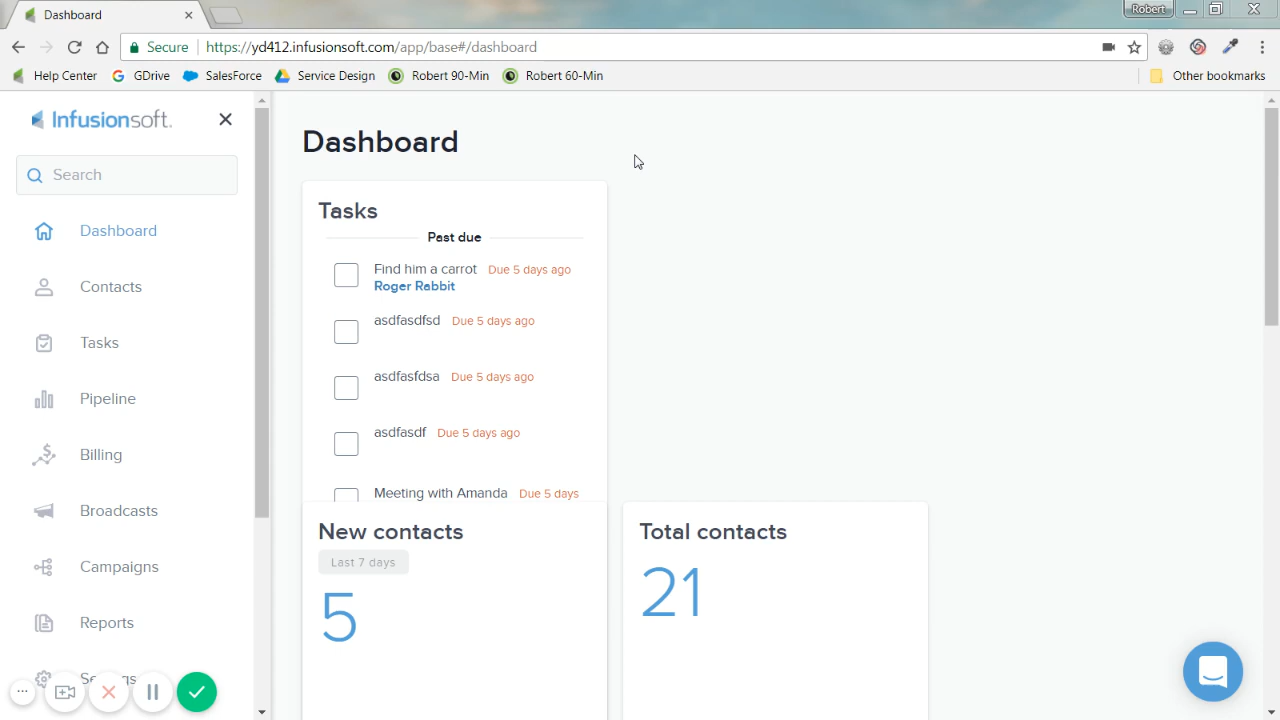 Dashboard
Robert
Secure
https://yd412.infusionsoft.com/app/base#/dashboard
Help Center
GDrive
SalesForce
Service Design
Robert 90-Min
Robert 60-Min
Other bookmarks
Infusionsoft.
Search
Dashboard
Contacts
Tasks
Pipeline
Billing
Broadcasts
Campaigns
Reports
Dashboard
Tasks
Past due
Find him a carrot Due 5 days ago
Roger Rabbit
asdfasdfsd Due 5 days ago
asdfasfdsa Due 5 days ago
asdfasdf Due 5 days ago
Meeting with Amanda Due 5 days
New contacts
Last 7 days
5
Total contacts
21